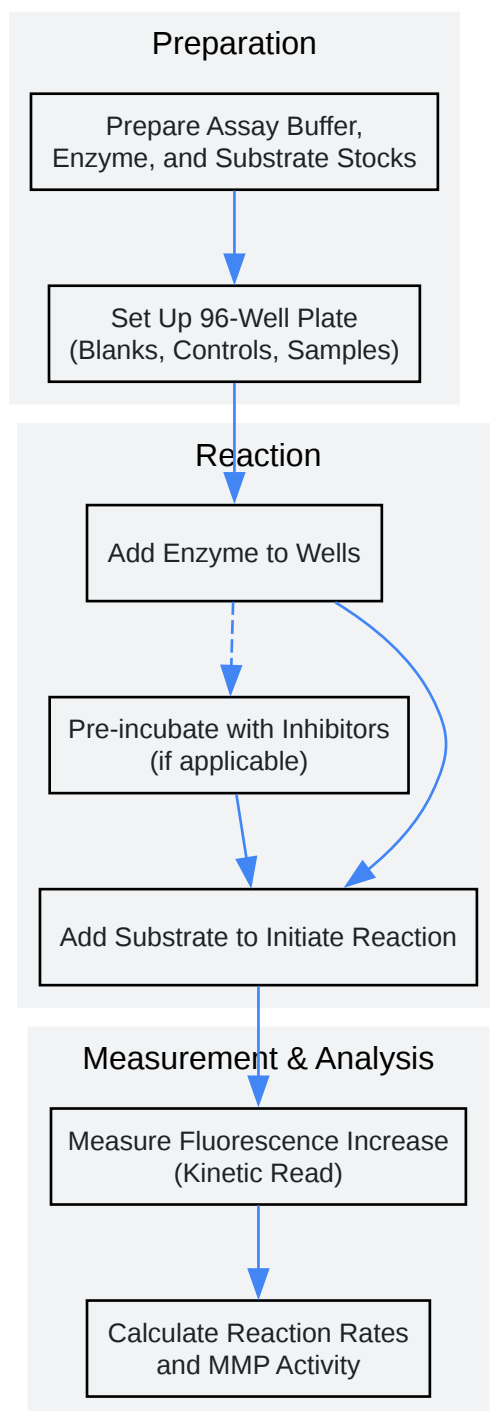 Preparation
Prepare Assay Buffer,
Enzyme, and Substrate Stocks
Set Up 96-Well Plate
(Blanks, Controls, Samples)
Reaction
Add Enzyme to Wells
Pre-incubate with Inhibitors
(if applicable)
Add Substrate to Initiate Reaction
Measurement & Analysis
Measure Fluorescence Increase
(Kinetic Read)
Calculate Reaction Rates
and MMP Activity